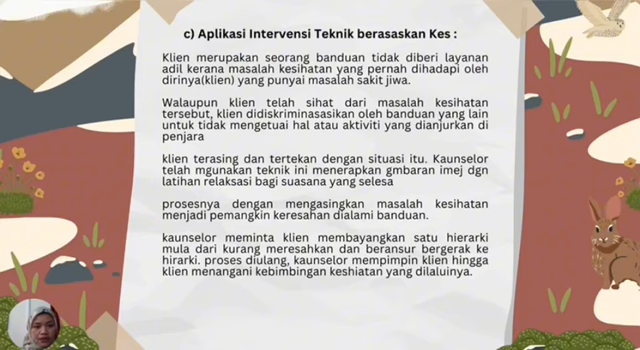 c) Aplikasi Intervensi Teknik berasaskan Kes :
Klien merupakan seorang banduan tidak diberi layanan
adil kerana masalah kesihatan yang pernah dihadapi oleh
dirinya(klien) yang punyai masalah sakit jiwa.
Walaupun klien telah sihat dari masalah kesihatan
tersebut, klien didiskriminasasikan oleh banduan yang lain
untuk tidak mengetuai hal atau aktiviti yang dianjurkan di
penjara
klien terasing dan tertekan dengan situasi itu. Kaunselor
telah mgunakan teknik ini menerapkan gmbaran imej dgn
latihan relaksasi bagi suasana yang selesa
prosesnya dengan mengasingkan masalah kesihatan
menjadi pemangkin keresahan dialami banduan.
kaunselor meminta klien membayangkan satu hierarki
mula dari kurang meresahkan dan beransur bergerak ke
hirarki. proses diulang, kaunselor mempimpin klien hingga
klien menangani kebimbingan keshiatan yang dilaluinya.